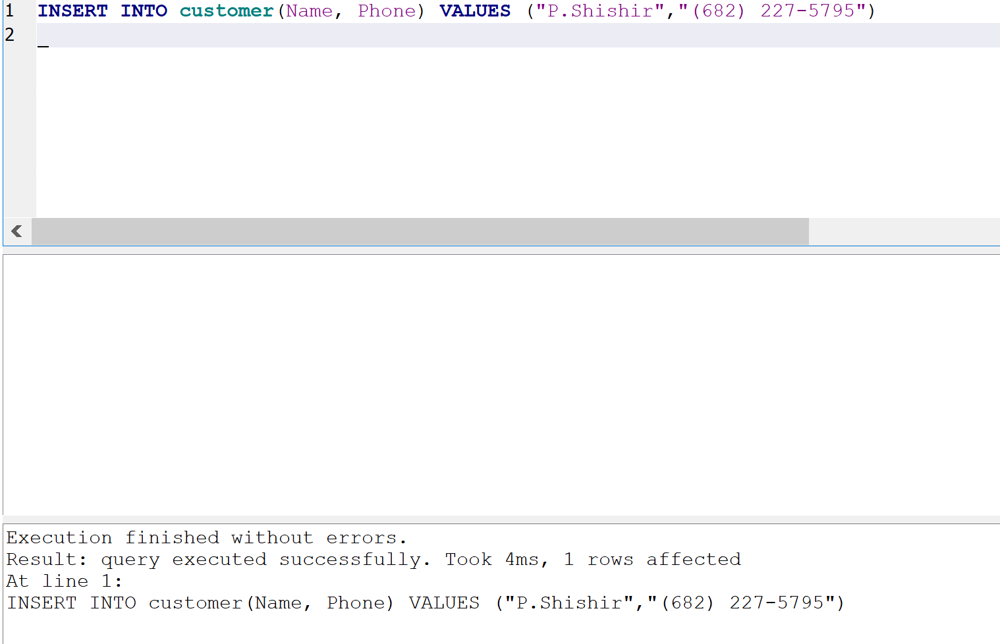 1 INSERT INTO customer(Name, Phone) VALUES ("P.Shishir","(682) 227-5795")
2
Execution finished without errors.
Result: query executed successfully. Took 4ms, 1 rows affected
At line 1:
INSERT INTO customer(Name, Phone) VALUES ("P.Shishir","(682) 227-5795")